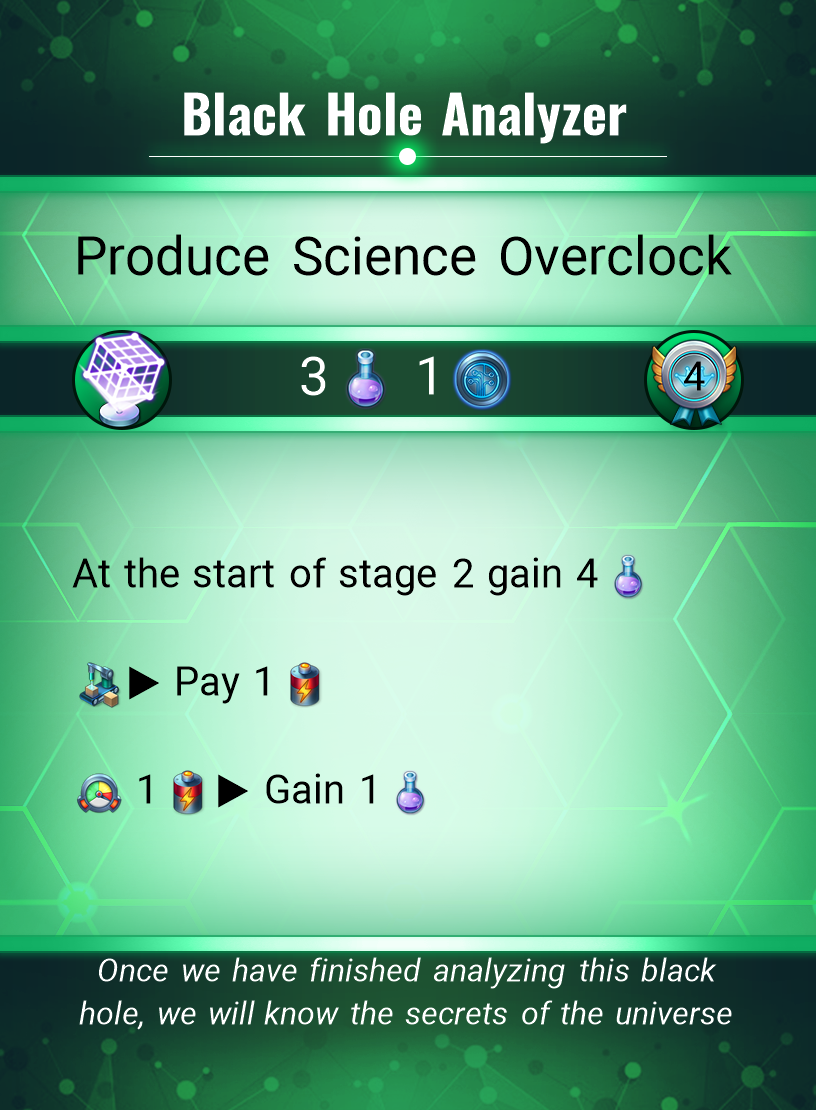 Black Hole Analyzer
Produce Science Overclock
3 1
4
At the start of stage 2 gain 4
Pay 1
1 Gain 1
Once we have finished analyzing this black
hole, we will know the secrets of the universe